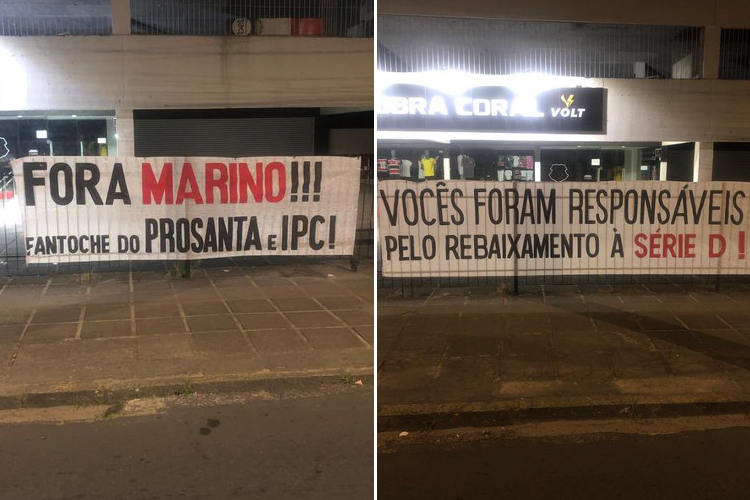 FORA MARINO!!!
FANTOCHE DO PROSANTA E IPC!
OBRA CORAL VOLT
VOCÊS FORAM RESPONSÁVEIS
PELO REBAIXAMENTO À SÉRIE D!